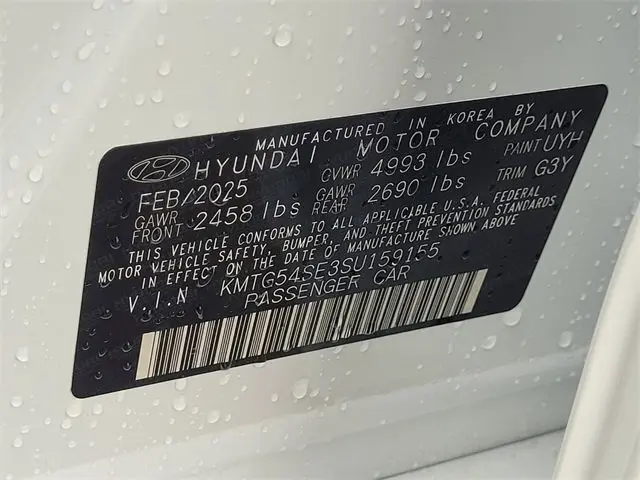 MANUFACTURED IN KOREA BY
HYUNDAI MOTOR COMPANY
FEB/2025 GVWR 4993 lbs PAINT UYH
GAWR FRONT 2458 lbs GAWR REAR 2690 lbs TRIM G3Y
THIS VEHICLE CONFORMS TO ALL APPLICABLE U.S.A. FEDERAL
MOTOR VEHICLE SAFETY, BUMPER, AND THEFT PREVENTION STANDARDS
IN EFFECT ON THE DATE OF MANUFACTURE SHOWN ABOVE.
V.I.N KMTG54SE3SU159155
PASSENGER CAR